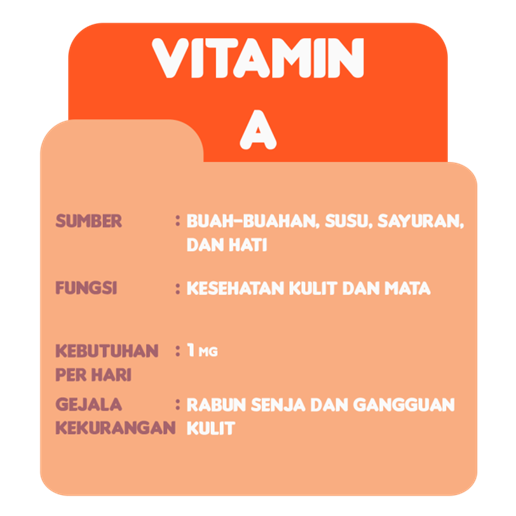 VITAMIN
A
SUMBER : BUAH-BUAHAN, SUSU, SAYURAN,
DAN HATI
FUNGSI : KESEHATAN KULIT DAN MATA
KEBUTUHAN : 1 MG
PER HARI
GEJALA : RABUN SENJA DAN GANGGUAN
KEKURANGAN KULIT